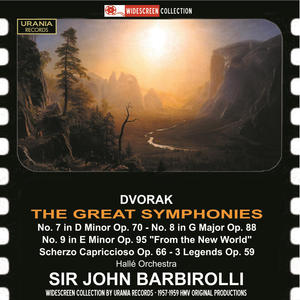 URANIA
RECORDS
WIDESCREEN COLLECTION
DVORAK
THE GREAT SYMPHONIES
No. 7 in D Minor Op. 70 - No. 8 in G Major Op. 88
No. 9 in E Minor Op. 95 "From the New World"
Scherzo Capriccioso Op. 66 - 3 Legends Op. 59
Hallé Orchestra
SIR JOHN BARBIROLLI
WIDESCREEN COLLECTION BY URANIA RECORDS - 1957-1959 HMV ORIGINAL PRODUCTIONS